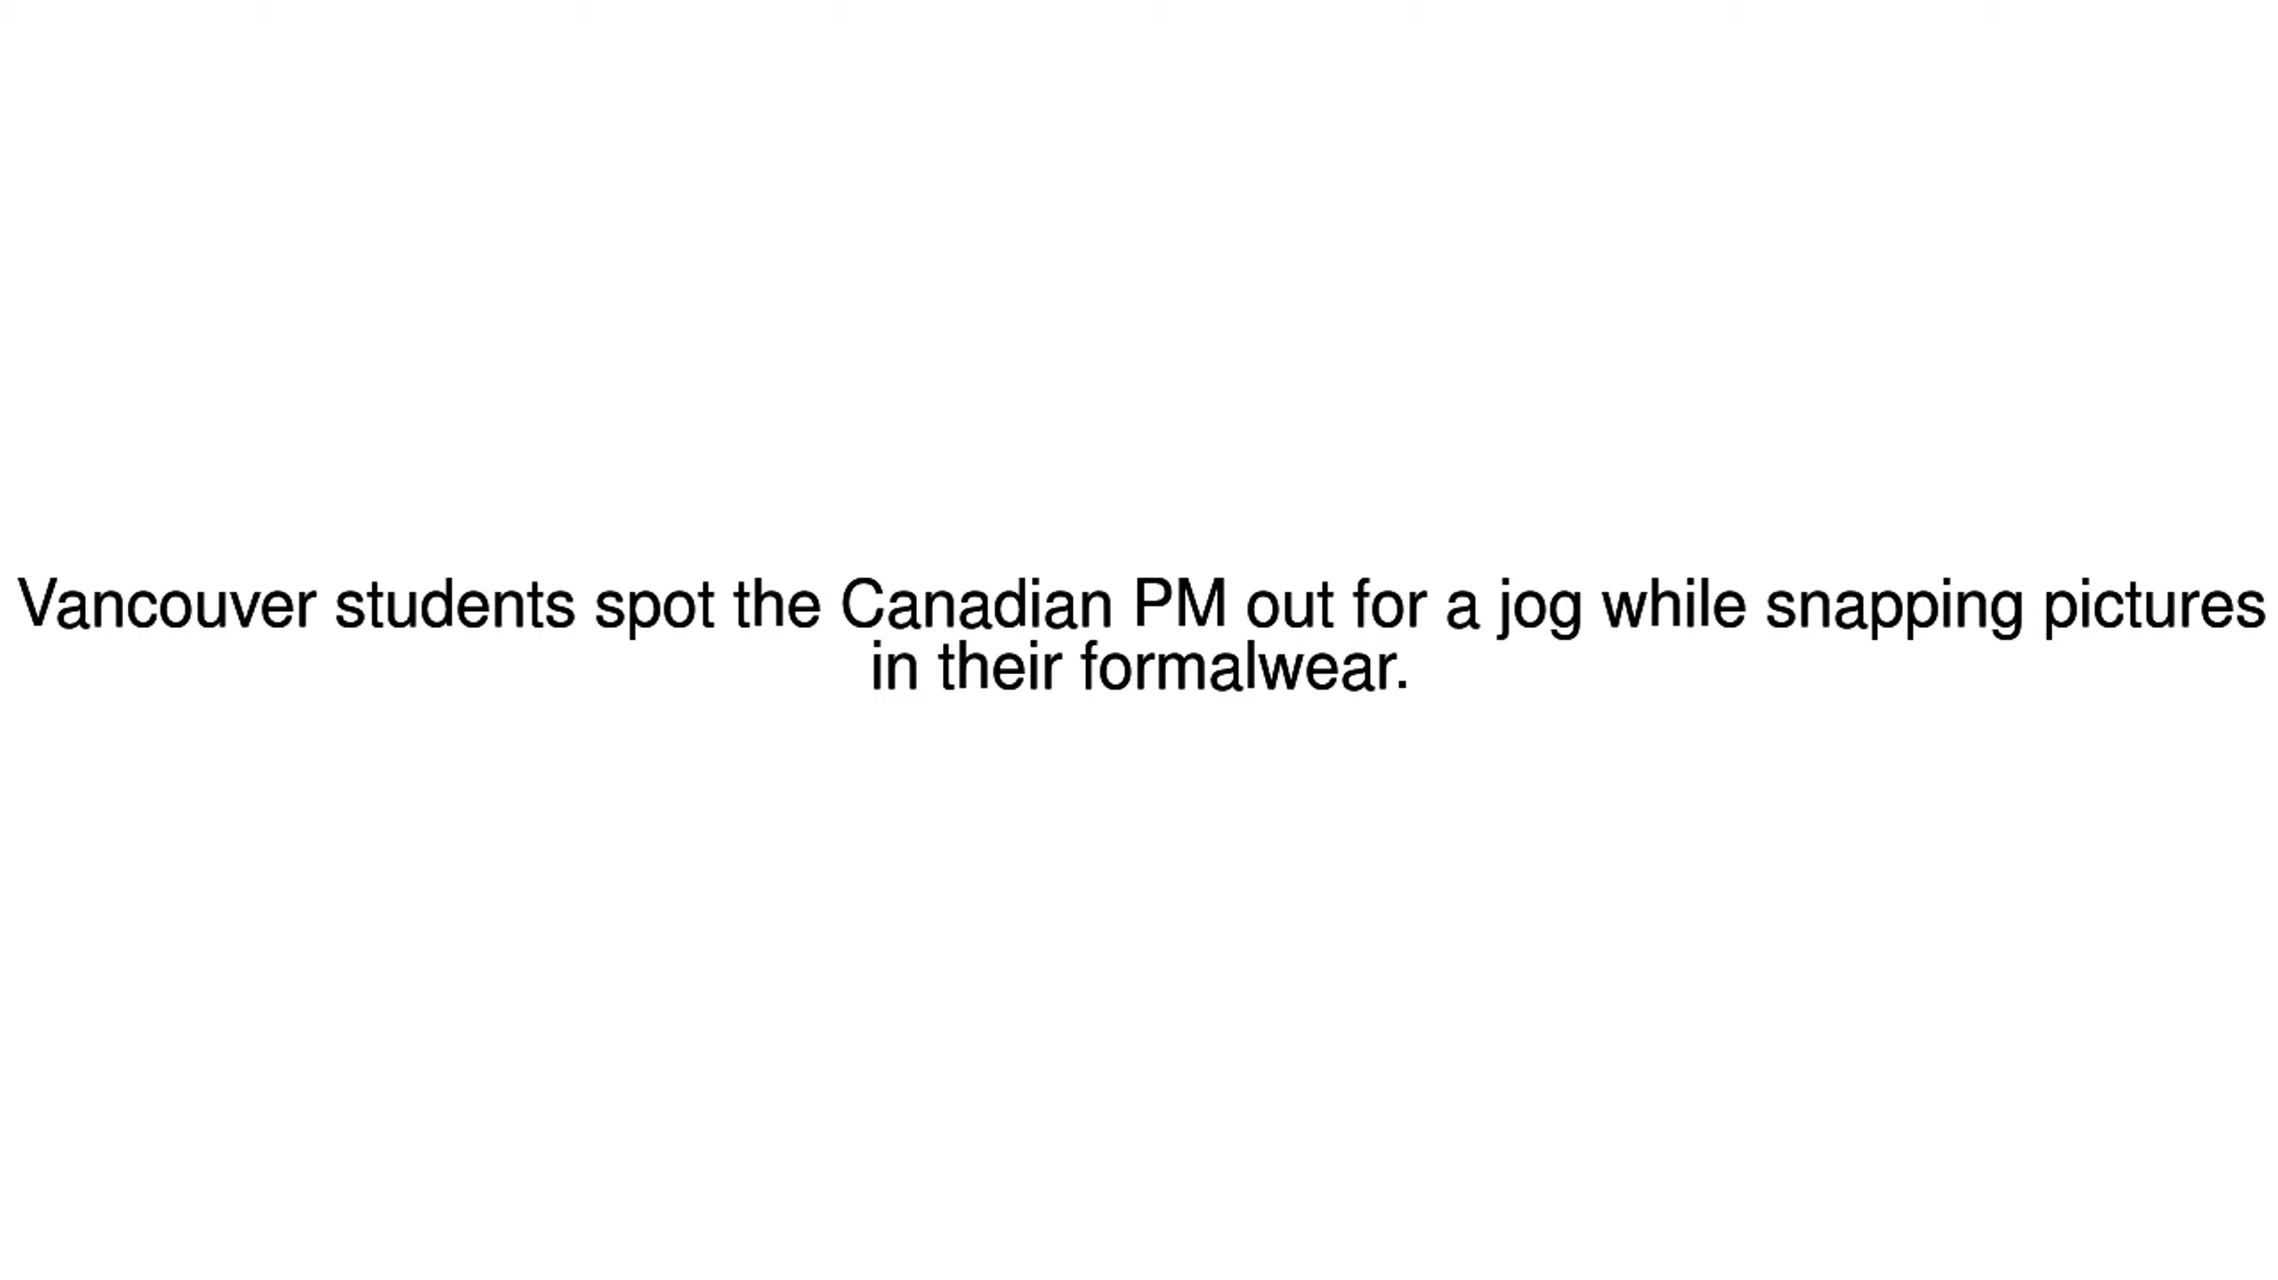 Vancouver students spot the Canadian PM out for a jog while snapping pictures
in their formalwear.